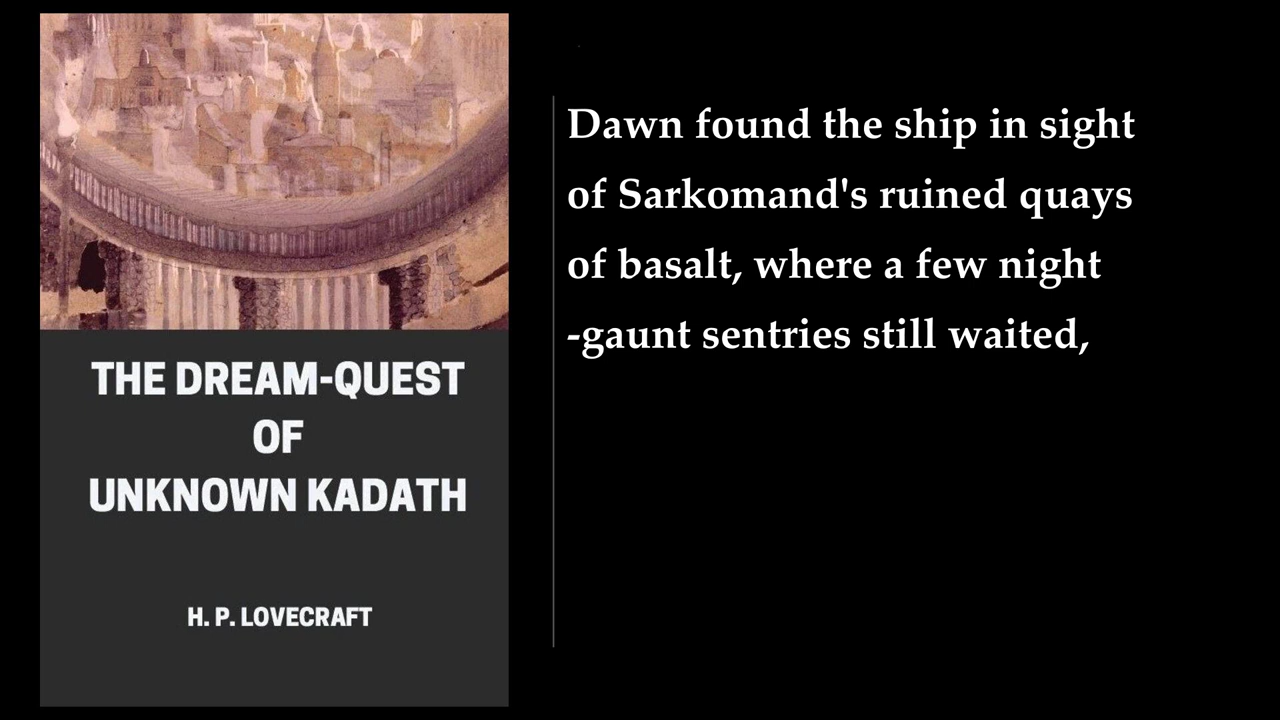 THE DREAM-QUEST
OF
UNKNOWN KADATH
H. P. LOVECRAFT
Dawn found the ship in sight
of Sarkomand's ruined quays
of basalt, where a few night
-gaunt sentries still waited,